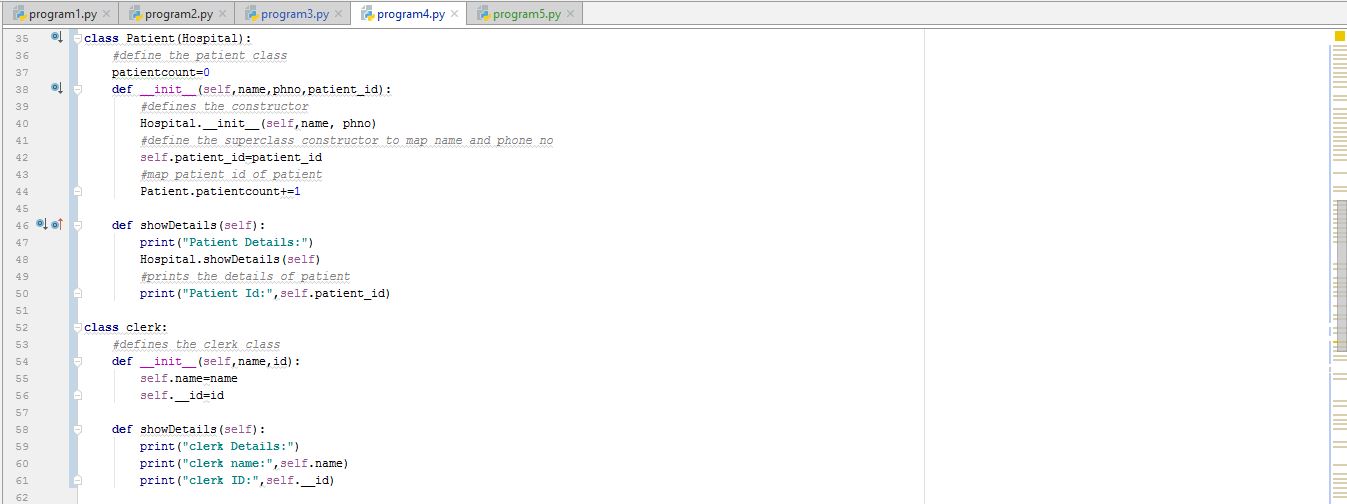 program1.py program2.py program3.py program4.py program5.py
35 class Patient(Hospital):
36 #define the patient class
37 patientcount=0
38 def __init__(self,name,phno,patient_id):
39 #defines the constructor
40 Hospital.__init__(self,name, phno)
41 #define the superclass constructor to map name and phone no
42 self.patient_id=patient_id
43 #map patient id of patient
44 Patient.patientcount+=1
45
46 def showDetails(self):
47 print("Patient Details:")
48 Hospital.showDetails(self)
49 #prints the details of patient
50 print("Patient Id:",self.patient_id)
51
52 class clerk:
53 #defines the clerk class
54 def __init__(self,name,id):
55 self.name=name
56 self.__id=id
57
58 def showDetails(self):
59 print("clerk Details:")
60 print("clerk name:",self.name)
61 print("clerk ID:",self.__id)
62